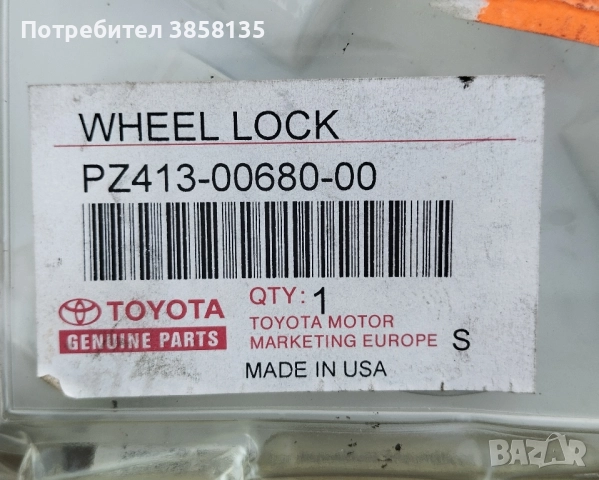 Потребител 3858135
WHEEL LOCK
PZ413-00680-00
TOYOTA
GENUINE PARTS
QTY: 1
TOYOTA MOTOR
MARKETING EUROPE S
MADE IN USA
BAZAR